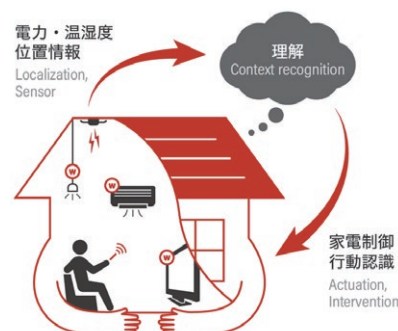 電力・温湿度
位置情報
Localization,
Sensor
理解
Context recognition
W
W
W
家電制御
行動認識
Actuation,
Intervention